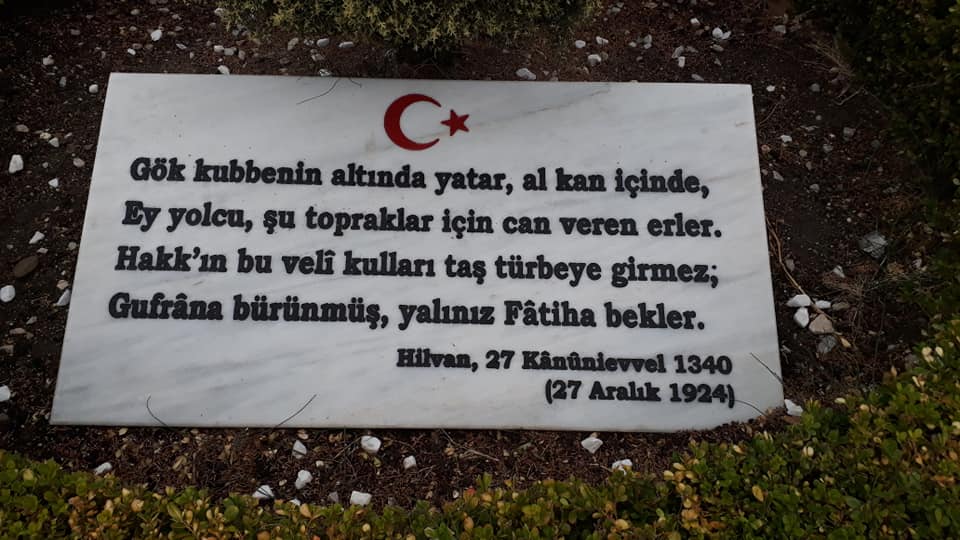 Gök kubbenin altında yatar, al kan içinde,
Ey yolcu, şu topraklar için can veren erler.
Hakk'ın bu velî kulları taş türbeye girmez;
Gufrâna bürünmüş, yalınız Fâtiha bekler.
Hilvan, 27 Kânûnievvel 1340
(27 Aralık 1924)